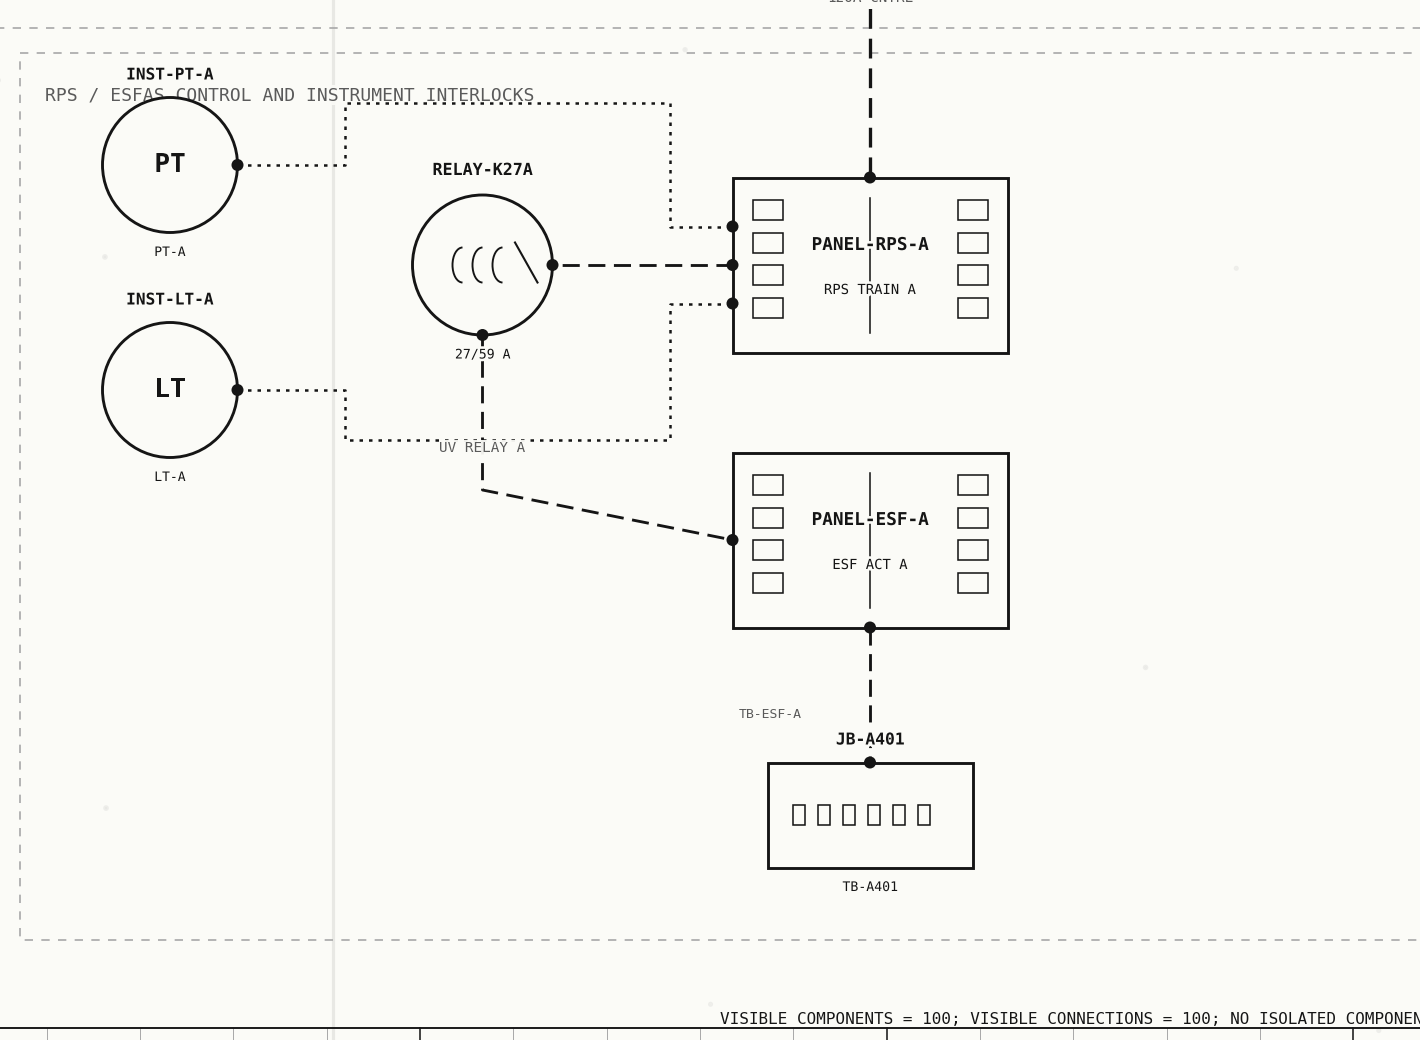 INST-PT-A
RPS / ESFAS CONTROL AND INSTRUMENT INTERLOCKS
PT
RELAY-K27A
PANEL-RPS-A
PT-A
RPS TRAIN A
INST-LT-A
27/59 A
LT
UV RELAY A
LT-A
PANEL-ESF-A
ESF ACT A
TB-ESF-A
JB-A401
TB-A401
VISIBLE COMPONENTS = 100; VISIBLE CONNECTIONS = 100; NO ISOLATED